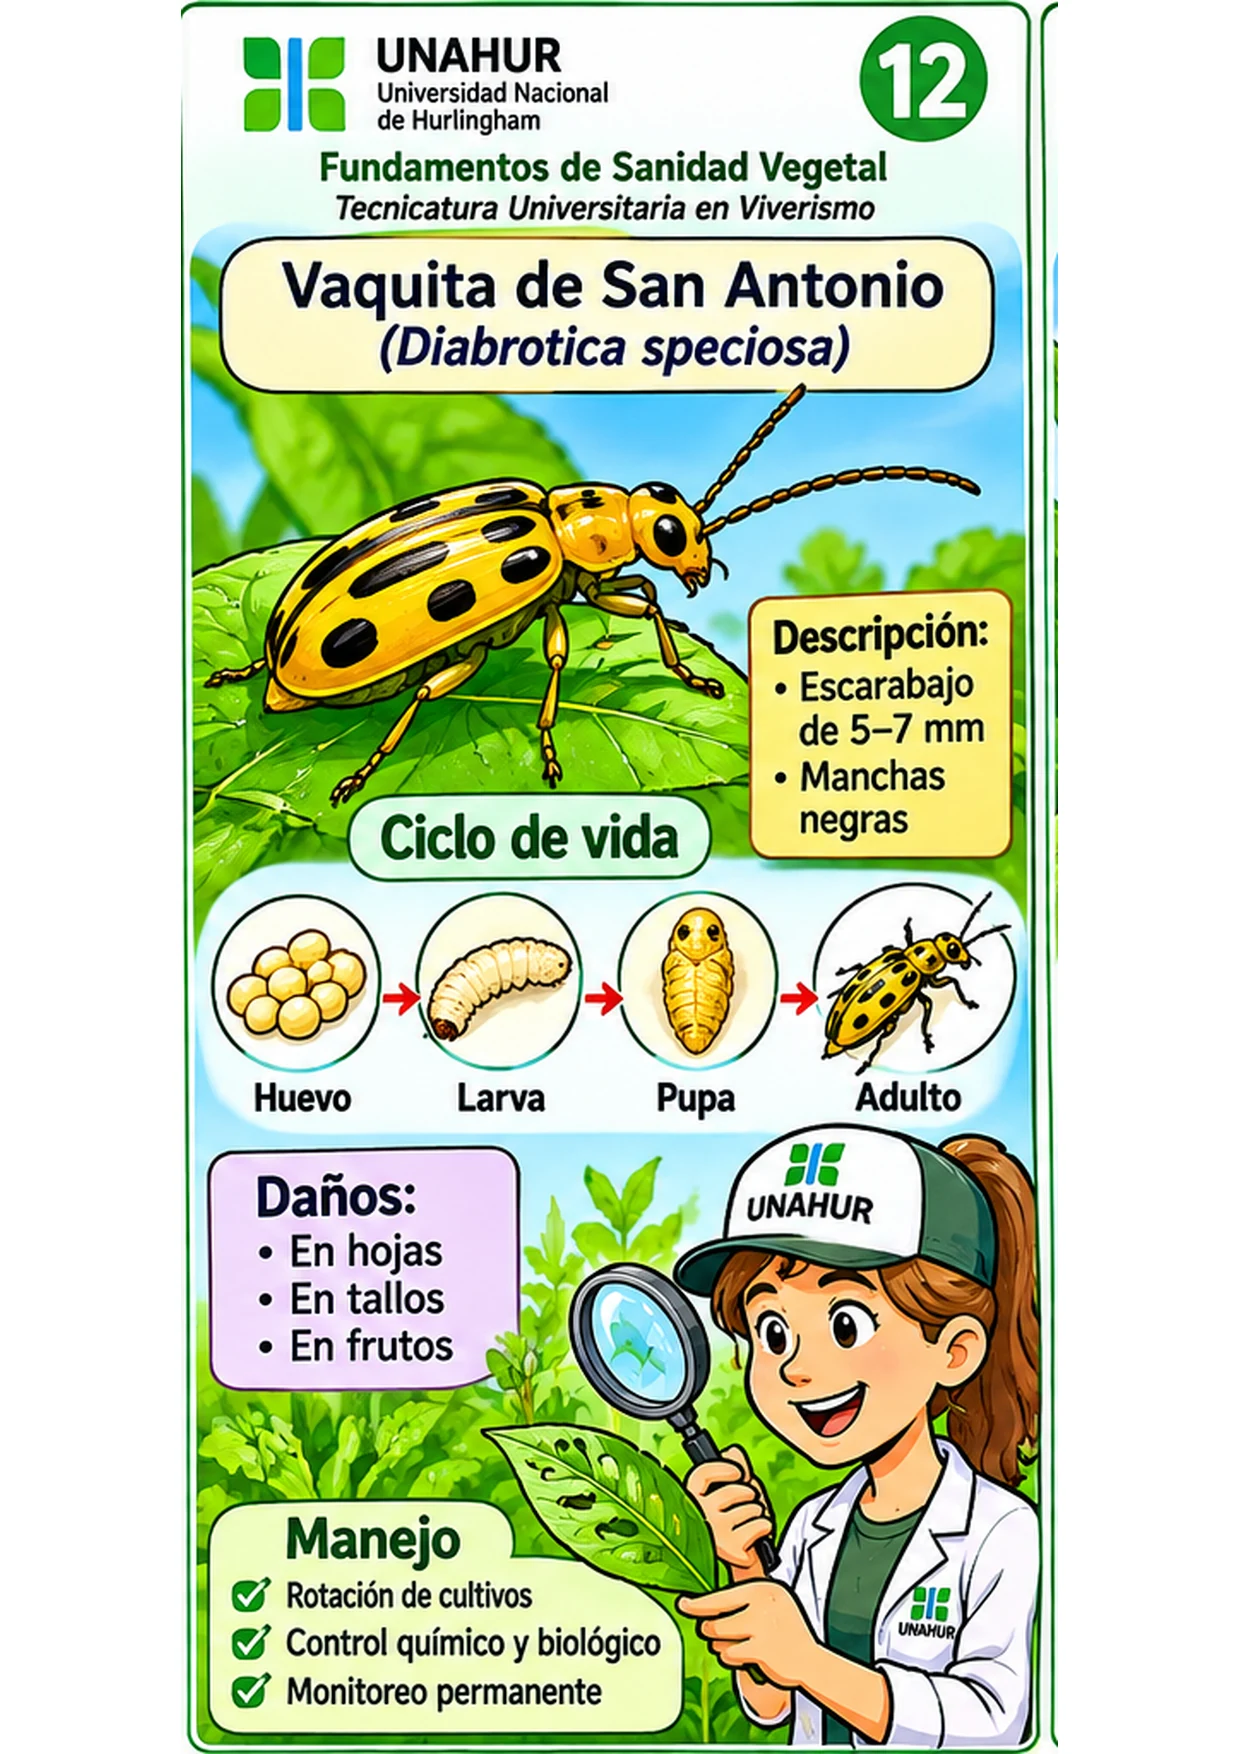 UNAHUR
Universidad Nacional
de Hurlingham
12
Fundamentos de Sanidad Vegetal
Tecnicatura Universitaria en Viverismo
Vaquita de San Antonio
(Diabrotica speciosa)
Descripción:
• Escarabajo
de 5–7 mm
• Manchas
negras
Ciclo de vida
Huevo
Larva
Pupa
Adulto
Daños:
• En hojas
• En tallos
• En frutos
UNAHUR
Manejo
Rotación de cultivos
Control químico y biológico
Monitoreo permanente
UNAHUR